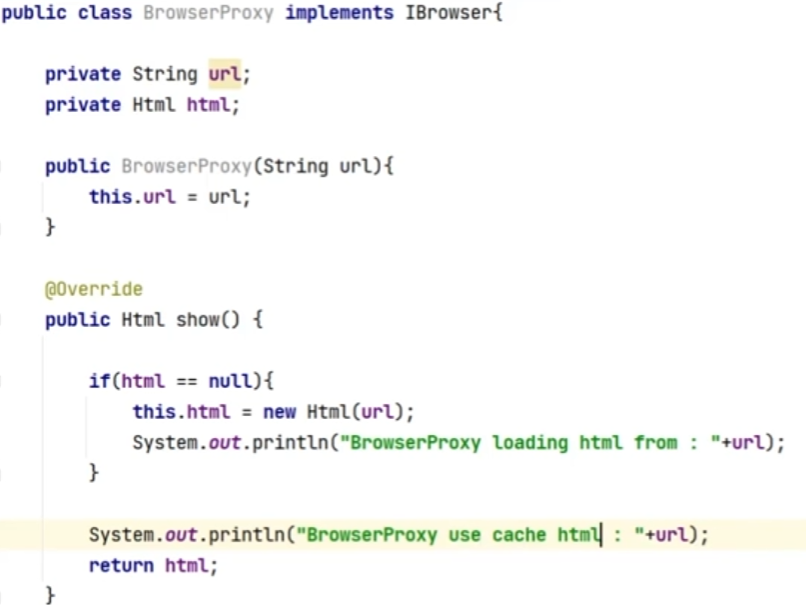 public class BrowserProxy implements IBrowser{
private String url;
private Html html;
public BrowserProxy(String url){
this.url = url;
}
@Override
public Html show() {
if(html == null){
this.html = new Html(url);
System.out.println("BrowserProxy loading html from : "+url);
}
System.out.println("BrowserProxy use cache html : "+url);
return html;
}